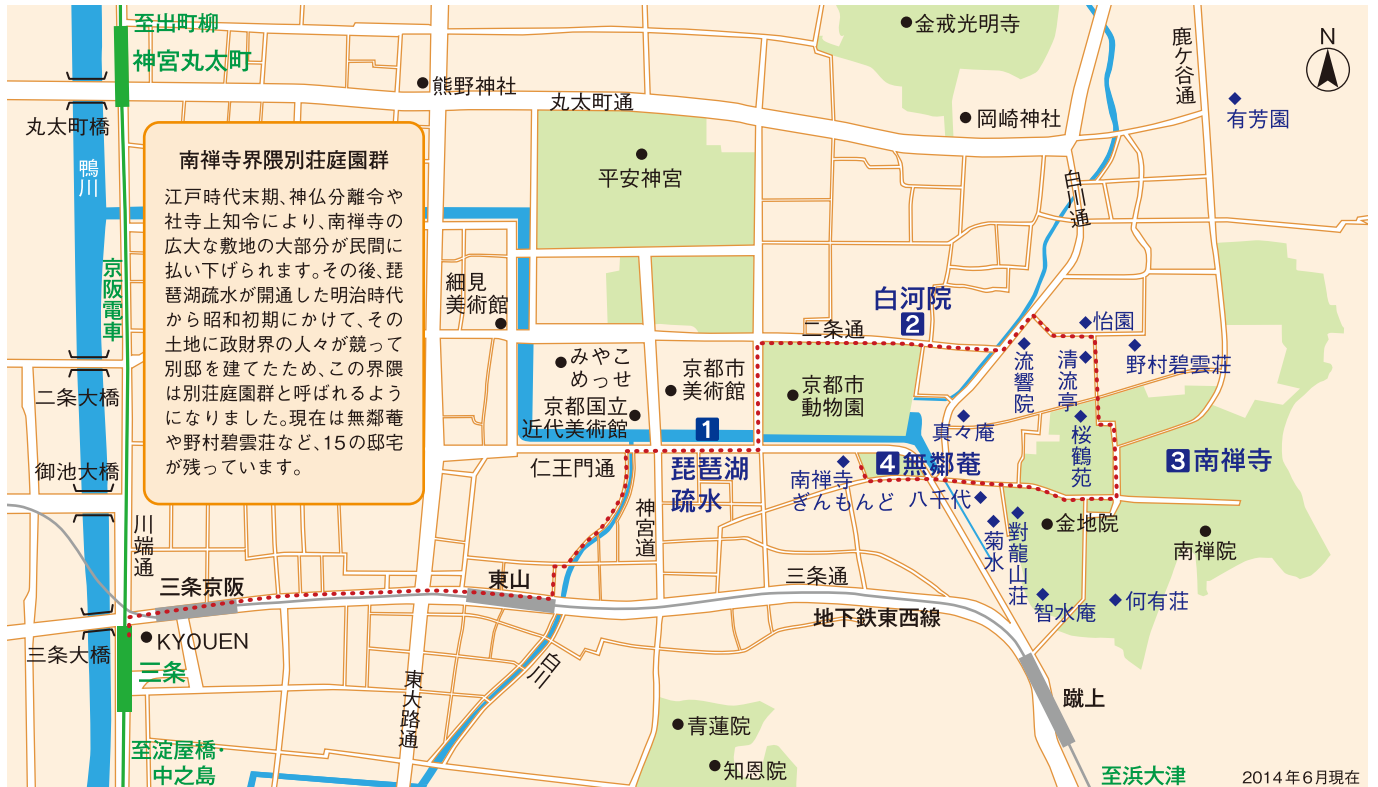 至出町柳
神宮丸太町
丸太町橋
鴨川
熊野神社
丸太町通
金戒光明寺
岡崎神社
鹿ケ谷通
有芳園
N
白川通
平安神宮
南禅寺界隈別荘庭園群
江戸時代末期、神仏分離令や
社寺上知令により、南禅寺の
広大な敷地の大部分が民間に
払い下げられます。その後、琵
琶湖疏水が開通した明治時代
から昭和初期にかけて、その
土地に政財界の人々が競って
別邸を建てたため、この界隈
は別荘庭園群と呼ばれるよう
になりました。現在は無鄰菴
や野村碧雲荘など、15の邸宅
が残っています。
京阪電車
細見
美術館
二条通
白河院
2
怡園
野村碧雲荘
流響院
清流亭
桜鶴苑
みやこ
めっせ
京都市
美術館
京都市
動物園
京都国立
近代美術館
二条大橋
御池大橋
1
琵琶湖
疏水
仁王門通
真々庵
4無鄰菴
3南禅寺
南禅寺
ぎんもんど
八千代
菊水
對龍山荘
金地院
南禅院
神宮道
川端通
三条京阪
東山
三条通
地下鉄東西線
智水庵
何有荘
KYOUEN
三条大橋
三条
白川
東大路通
蹴上
青蓮院
知恩院
至淀屋橋・
中之島
至浜大津
2014年6月現在